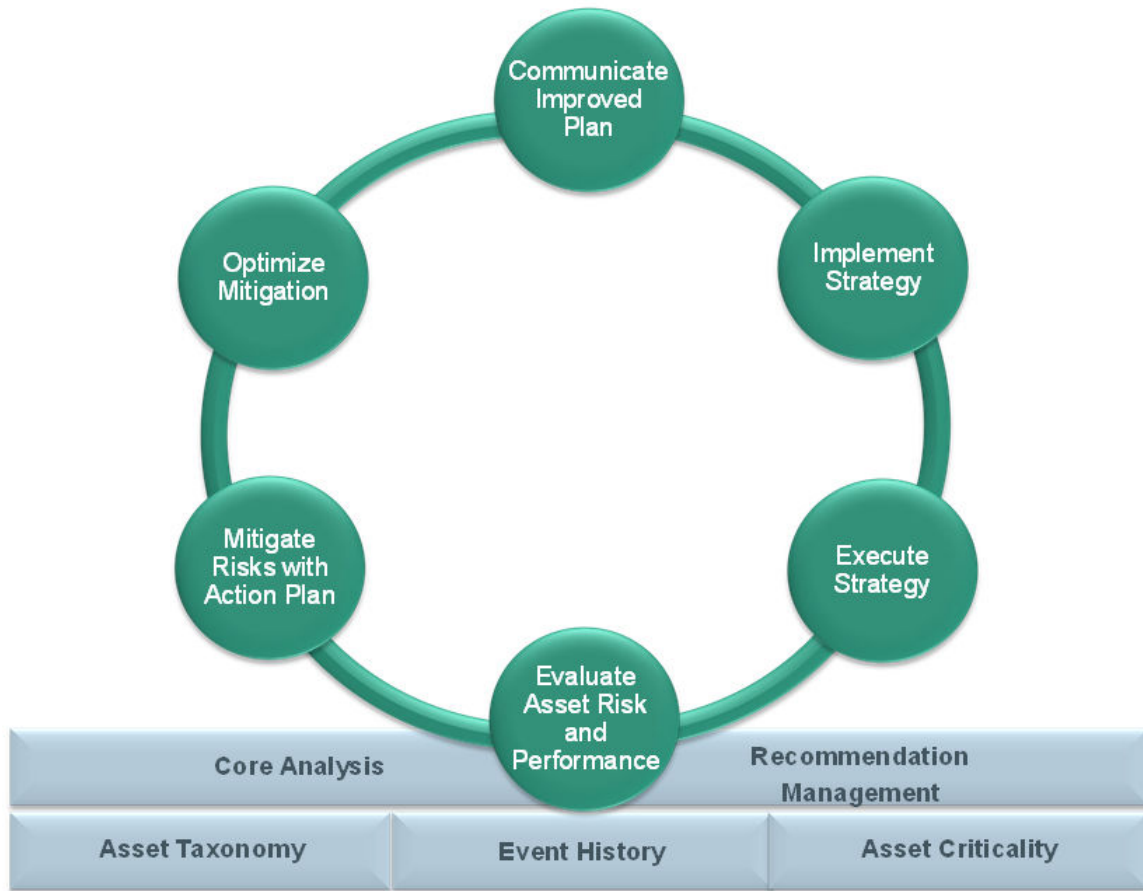 Communicate
Improved
Plan
Optimize
Mitigation
Implement
Strategy
Mitigate
Risks with
Action Plan
Execute
Strategy
Evaluate
Asset Risk
and
Performance
Core Analysis
Recommendation
Management
Asset Taxonomy
Event History
Asset Criticality